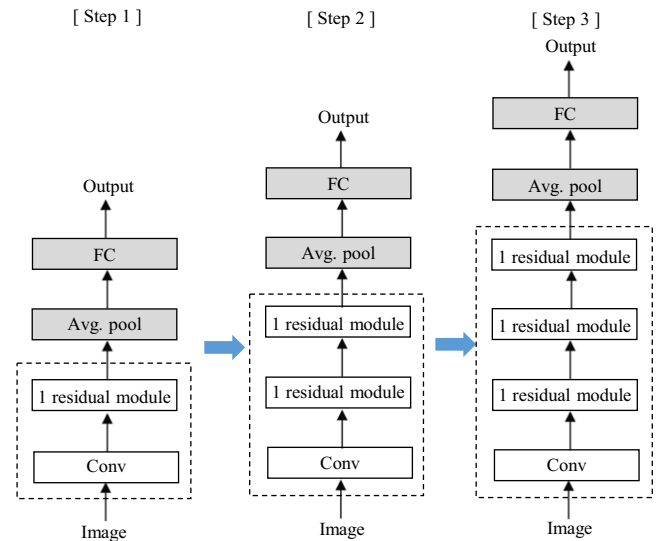 [ Step 1 ]
Output
FC
Avg. pool
1 residual module
Conv
Image
[ Step 2 ]
Output
FC
Avg. pool
1 residual module
1 residual module
Conv
Image
[ Step 3 ]
Output
FC
Avg. pool
1 residual module
1 residual module
1 residual module
Conv
Image